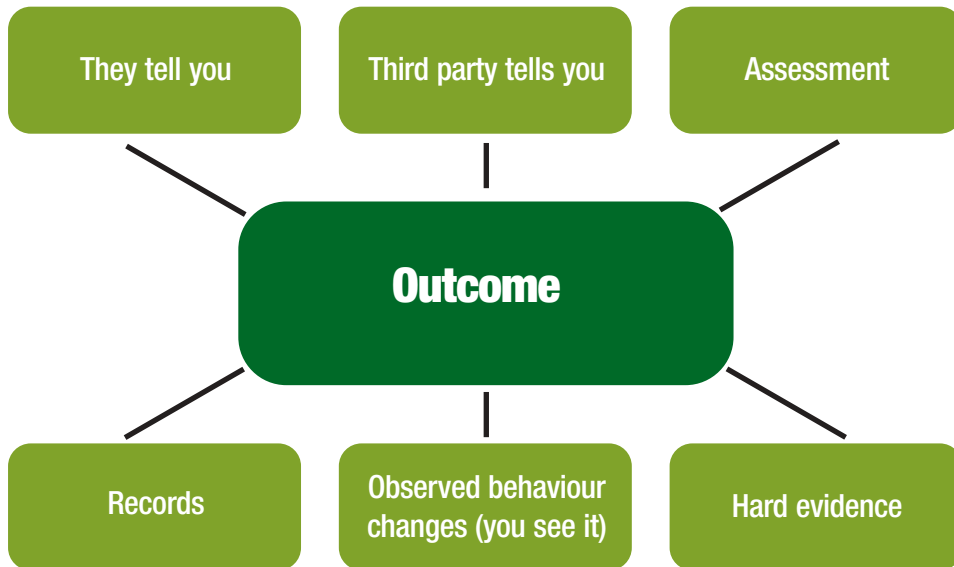 They tell you
Third party tells you
Assessment
Outcome
Records
Observed behaviour
changes (you see it)
Hard evidence